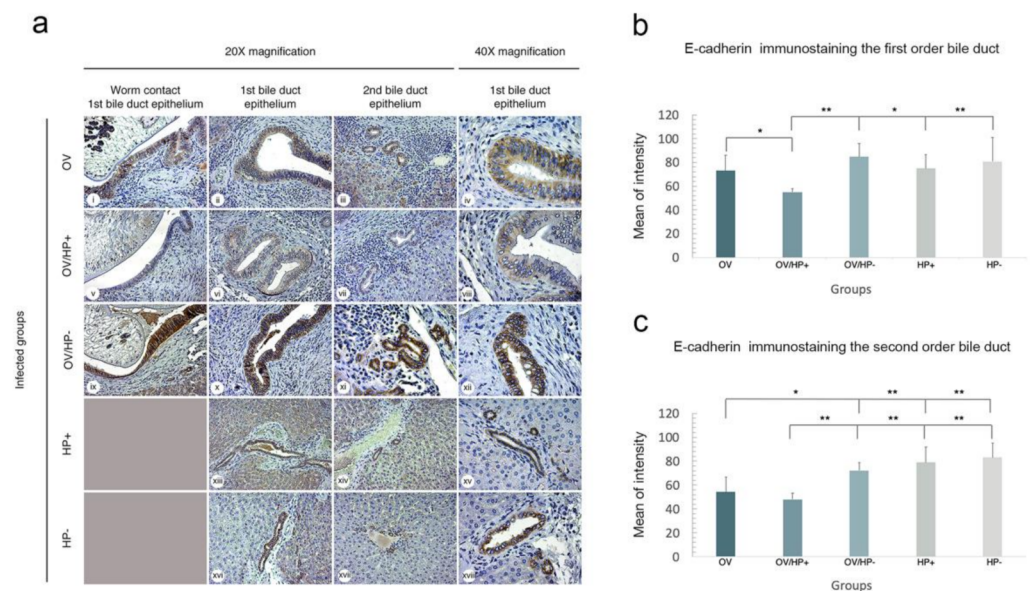 a
20X magnification
40X magnification
Worm contact
1st bile duct epithelium
1st bile duct
epithelium
2nd bile duct
epithelium
1st bile duct
epithelium
Infected groups
OV
i
ii
iii
iv
OV/HP+
v
vi
vii
viii
OV/HP-
ix
x
xi
xii
HP+
xiii
xiv
xv
HP-
xvi
xvii
xviii
b
E-cadherin immunostaining the first order bile duct
Mean of intensity
120
100
80
60
40
20
0
*
**
*
**
OV
OV/HP+
OV/HP-
HP+
HP-
Groups
c
E-cadherin immunostaining the second order bile duct
Mean of intensity
120
100
80
60
40
20
0
*
**
**
**
**
**
OV
OV/HP+
OV/HP-
HP+
HP-
Groups